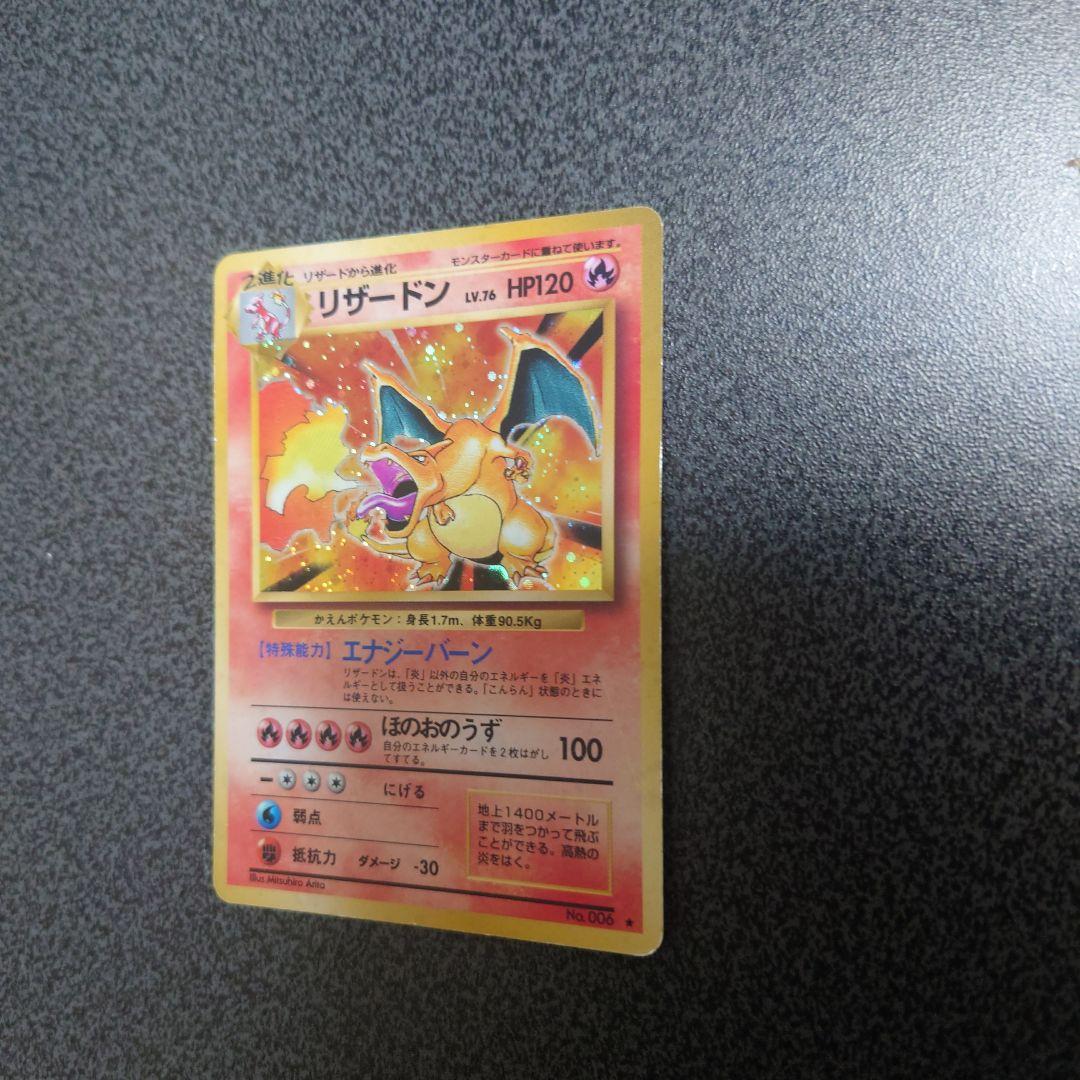 2進化 リザードから進化 モンスターカードに重ねて使います。
リザードン LV.76 HP120
かえんポケモン：身長1.7m、体重90.5Kg
【特殊能力】エナジーバーン
リザードンは、「炎」以外の自分のエネルギーを「炎」エネ
ルギーとして扱うことができる。「こんらん」状態のときに
は使えない。
ほのおのうず 100
自分のエネルギーカードを2枚はがし
てすてる。
− にげる
弱点
抵抗力 ダメージ -30
地上1400メートル
まで羽をつかって飛ぶ
ことができる。高熱の
炎をはく。
Illus.Mitsuhiro Arita
No. 006 ★